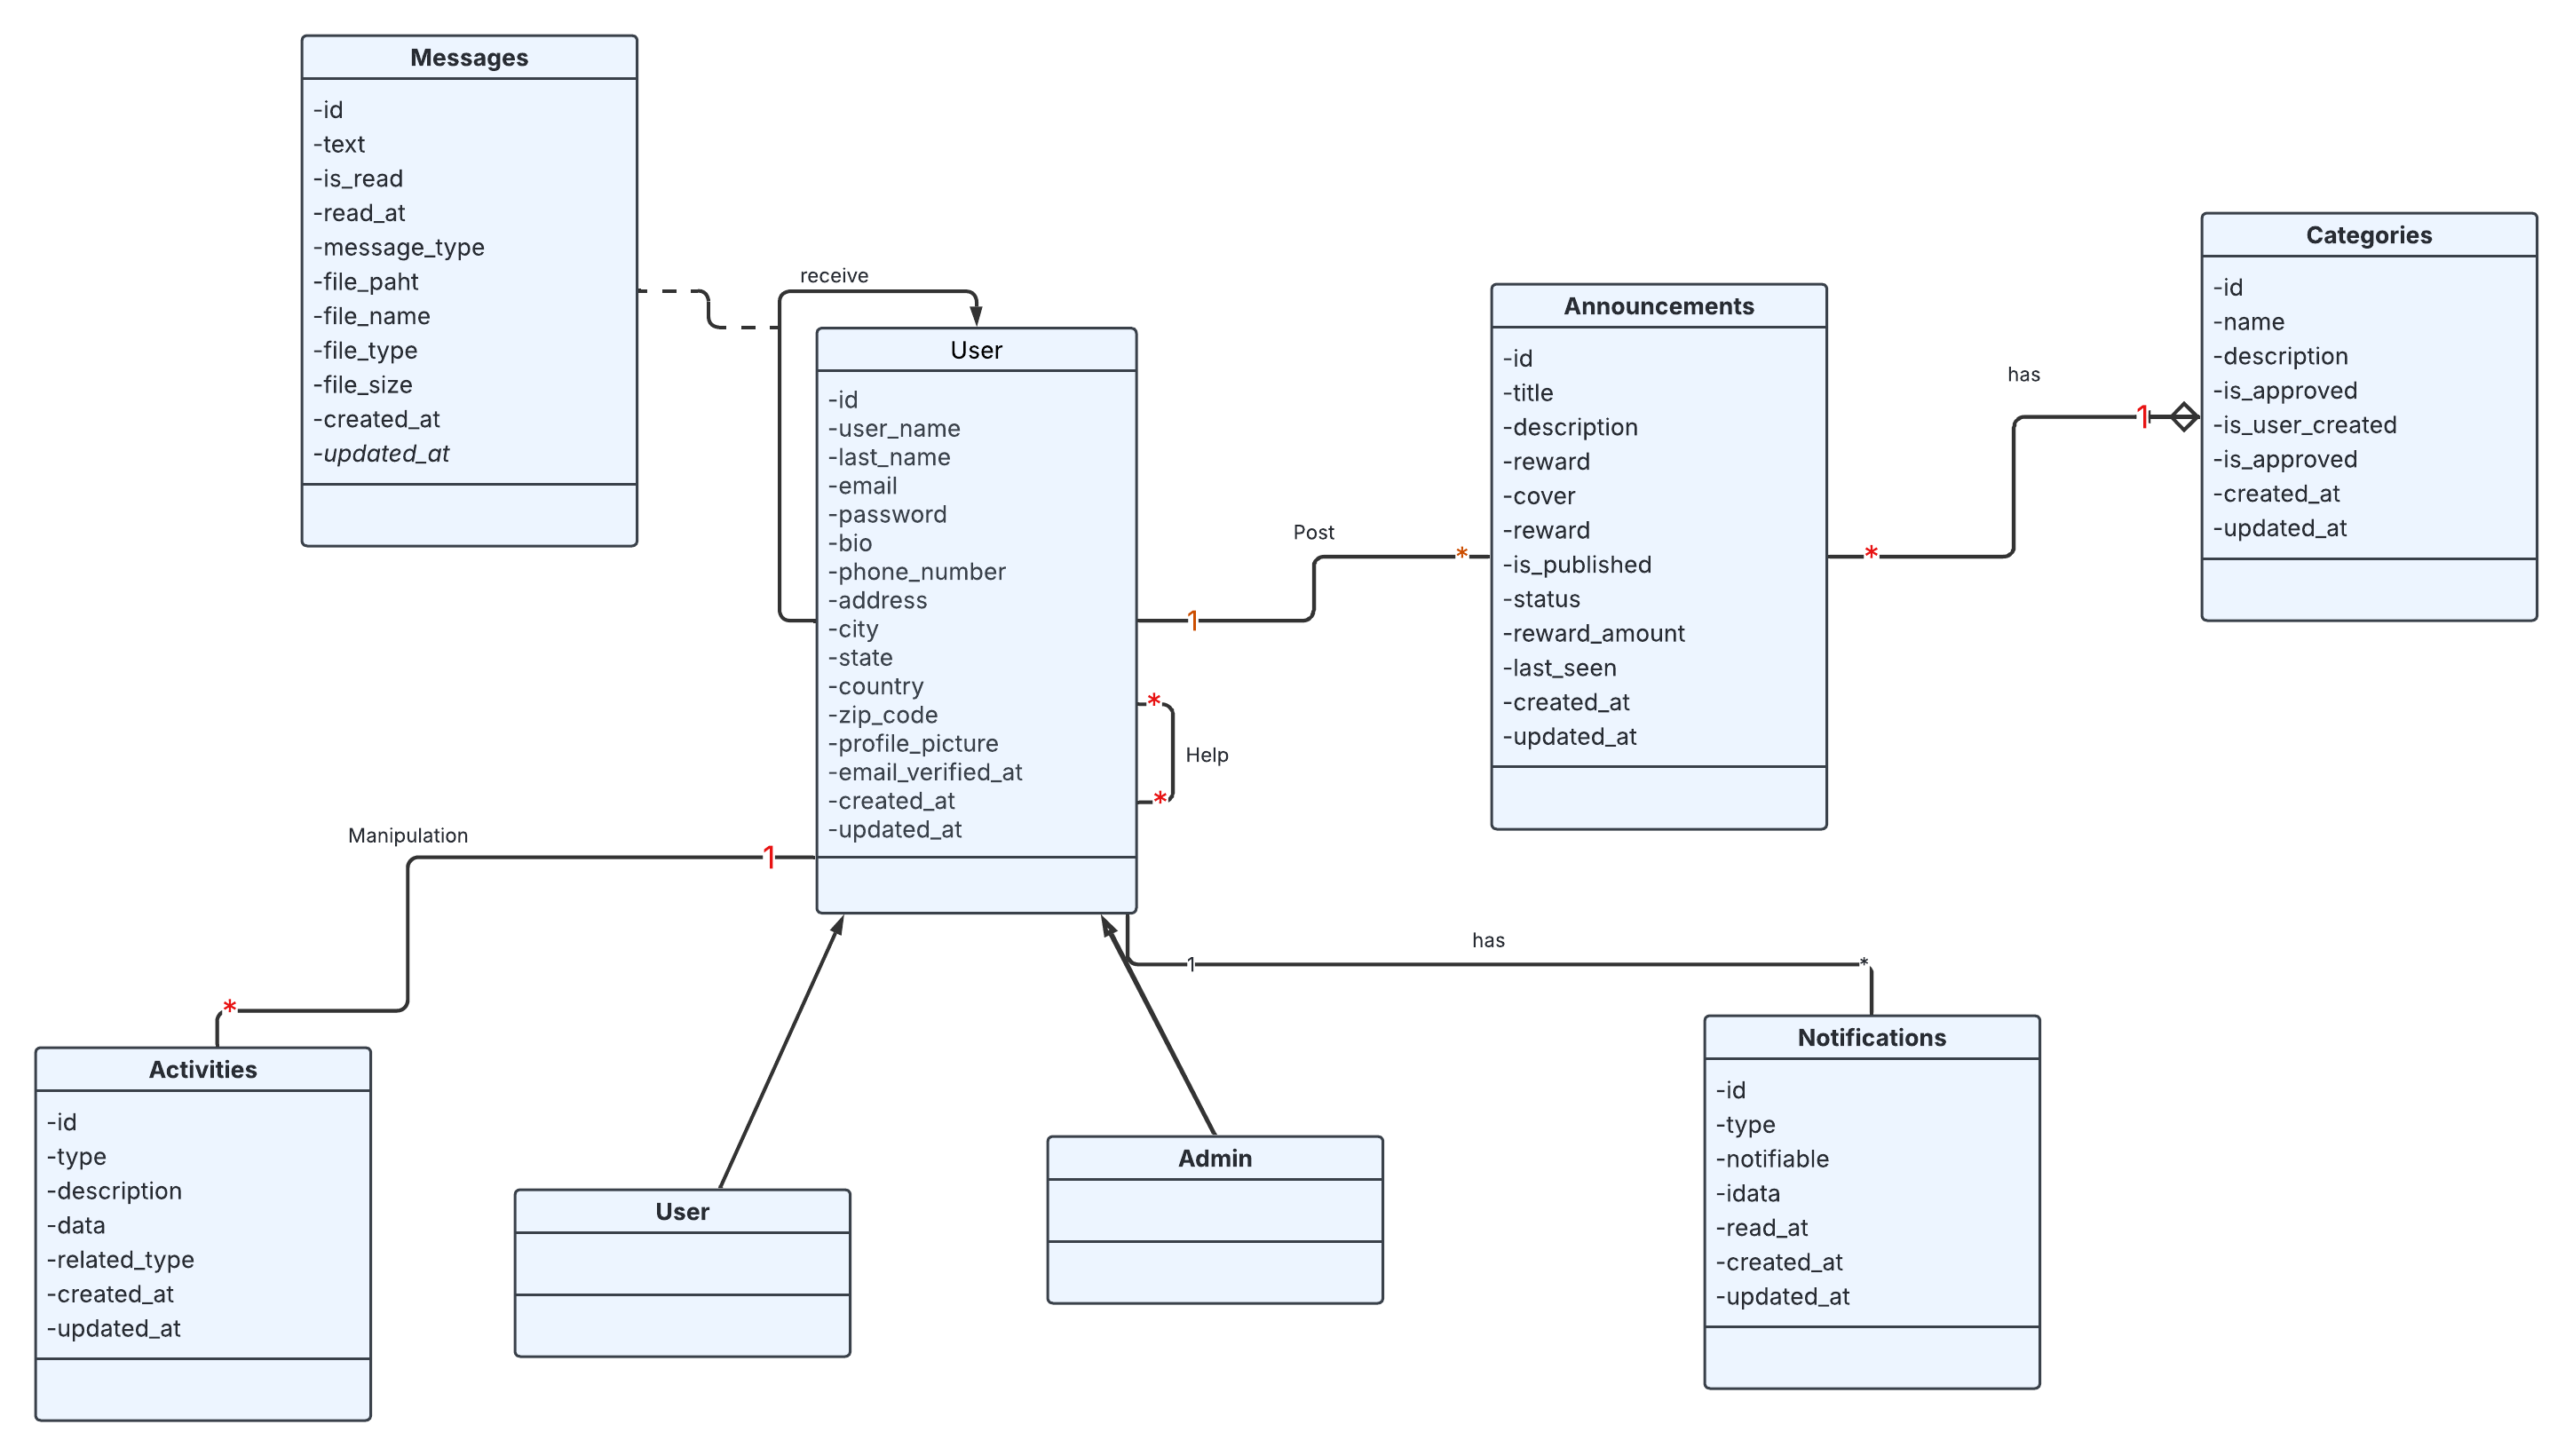 Messages
-id
-text
-is_read
-read_at
-message_type
-file_paht
-file_name
-file_type
-file_size
-created_at
-updated_at
receive
User
-id
-user_name
-last_name
-email
-password
-bio
-phone_number
-address
-city
-state
-country
-zip_code
-profile_picture
-email_verified_at
-created_at
-updated_at
Post
1
*
*
Help
*
Announcements
-id
-title
-description
-reward
-cover
-reward
-is_published
-status
-reward_amount
-last_seen
-created_at
-updated_at
has
*
1
Categories
-id
-name
-description
-is_approved
-is_user_created
-is_approved
-created_at
-updated_at
Manipulation
1
*
Activities
-id
-type
-description
-data
-related_type
-created_at
-updated_at
User
Admin
has
1
*
Notifications
-id
-type
-notifiable
-idata
-read_at
-created_at
-updated_at